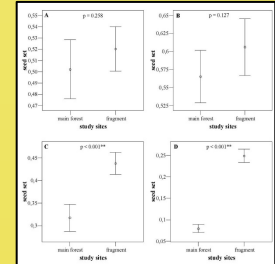 A
p = 0.258
0,55
0,54
0,53
0,52
0,51
0,50
0,49
0,48
0,47
seed set
main forest fragment
study sites
B
p = 0.127
0,65
0,625
0,6
0,575
0,55
0,525
seed set
main forest fragment
study sites
C
p < 0.001**
0,45
0,4
0,35
0,3
seed set
main forest fragment
study sites
D
p < 0.001**
0,25
0,2
0,15
0,1
0,05
seed set
main forest fragment
study sites